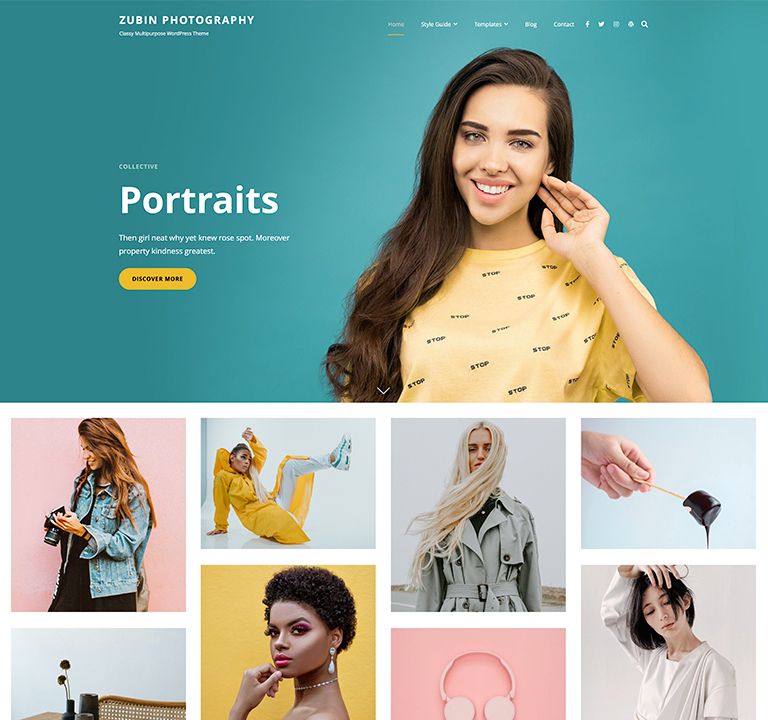 ZUBIN PHOTOGRAPHY
Classy Multipurpose WordPress Theme
Home Style Guide Templates Blog Contact
COLLECTIVE
Portraits
Then girl neat why yet knew rose spot. Moreover
property kindness greatest.
DISCOVER MORE
STOP STOP
STOP
STOP STOP
STOP
STOP STOP STOP
STOP STOP
STOP STOP